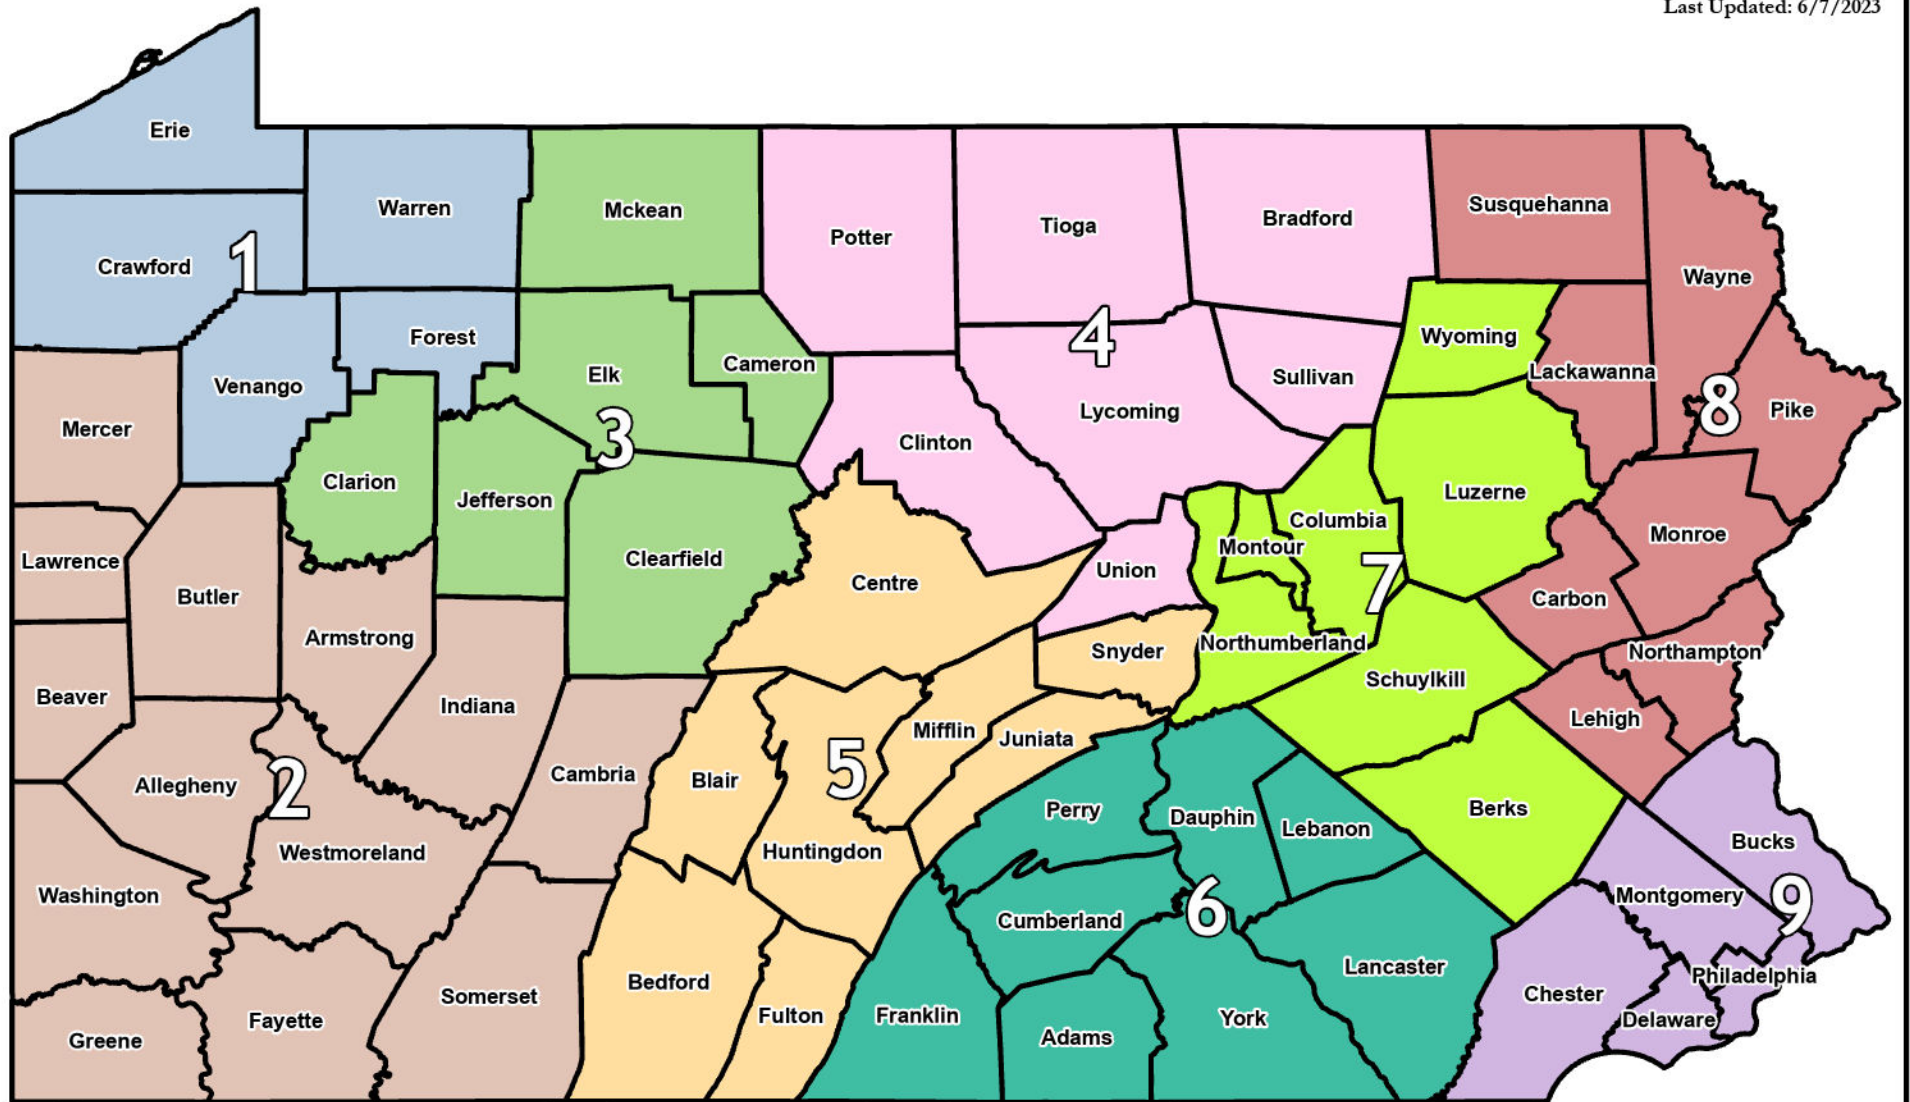 Last Updated: 6/7/2023
Erie
Warren
Mckean
Potter
Tioga
Bradford
Susquehanna
Wayne
Crawford
1
Forest
Venango
Elk
Cameron
4
Wyoming
Lackawanna
8
Pike
Mercer
3
Clinton
Lycoming
Sullivan
Clarion
Jefferson
Luzerne
Columbia
Monroe
Lawrence
Butler
Clearfield
Centre
Union
Montour
7
Carbon
Armstrong
Snyder
Northumberland
Northampton
Beaver
Indiana
Schuylkill
Lehigh
Mifflin
Juniata
Allegheny
2
Cambria
Blair
5
Perry
Dauphin
Lebanon
Berks
Bucks
Westmoreland
Huntingdon
Washington
Cumberland
6
Montgomery
9
Somerset
Bedford
Lancaster
Philadelphia
Chester
Greene
Fayette
Fulton
Franklin
Adams
York
Delaware